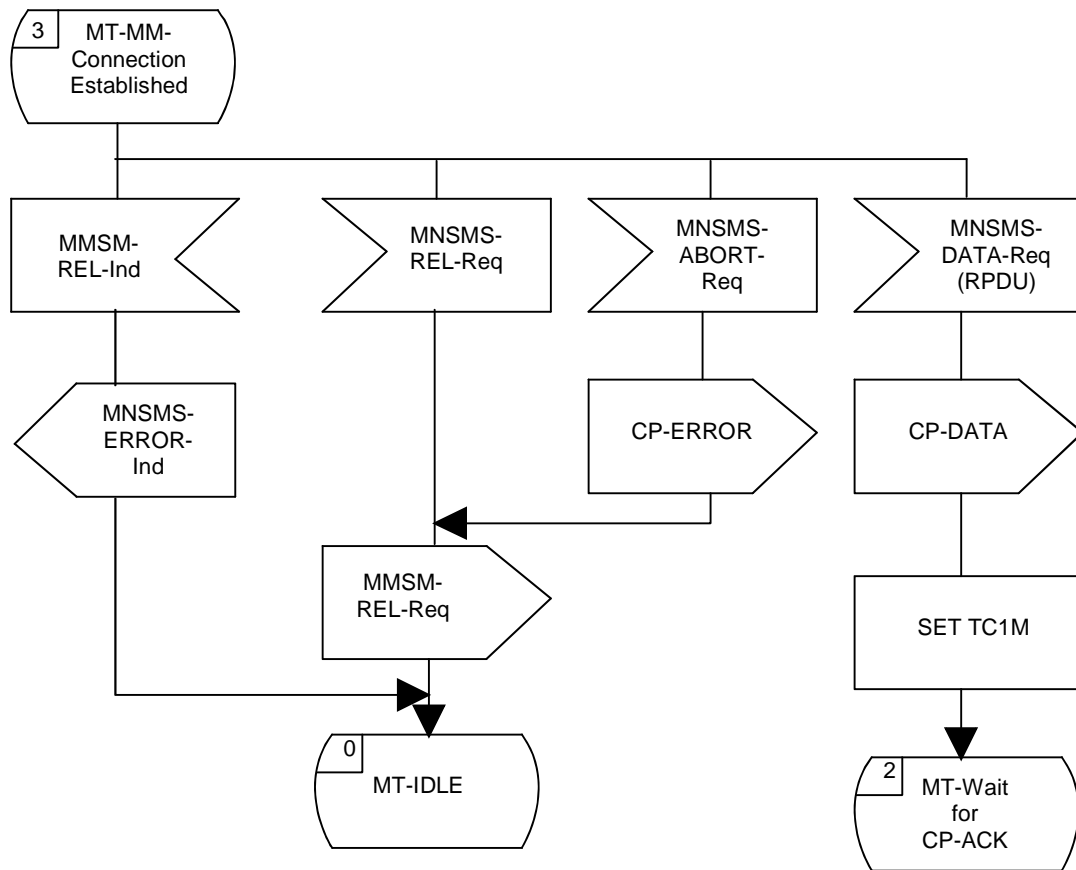 3
MT-MM-
Connection
Established
MMSM-
REL-Ind
MNSMS-
REL-Req
MNSMS-
ABORT-
Req
MNSMS-
DATA-Req
(RPDU)
MNSMS-
ERROR-
Ind
CP-ERROR
CP-DATA
MMSM-
REL-Req
SET TC1M
0
MT-IDLE
2
MT-Wait
for
CP-ACK